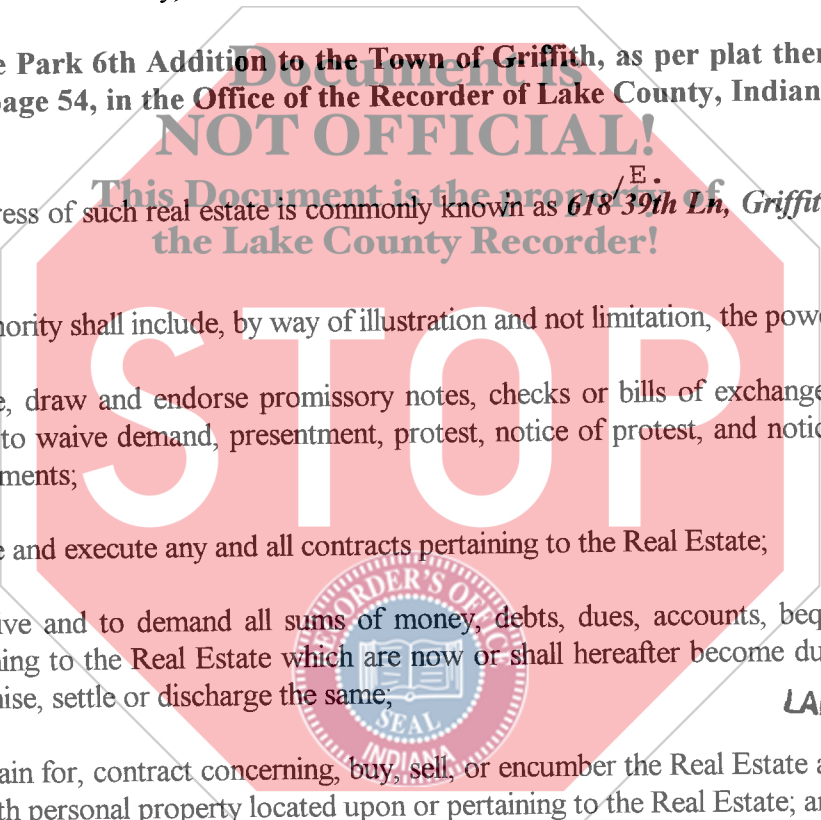 e Park 6th Addition to the Town of Griffith, as per plat ther
age 54, in the Office of the Recorder of Lake County, Indian
Document is
NOT OFFICIAL!
This Document is the property of
the Lake County Recorder!
E.
ress of such real estate is commonly known as 618/39th Ln, Griffit
ority shall include, by way of illustration and not limitation, the pow
e, draw and endorse promissory notes, checks or bills of exchange
to waive demand, presentment, protest, notice of protest, and notic
ments;
STOP
e and execute any and all contracts pertaining to the Real Estate;
ive and to demand all sums of money, debts, dues, accounts, beq
ning to the Real Estate which are now or shall hereafter become du
nise, settle or discharge the same;
RECORDER'S OFFICE
SEAL
INDIANA
LA
ain for, contract concerning, buy, sell, or encumber the Real Estate a
th personal property located upon or pertaining to the Real Estate; an